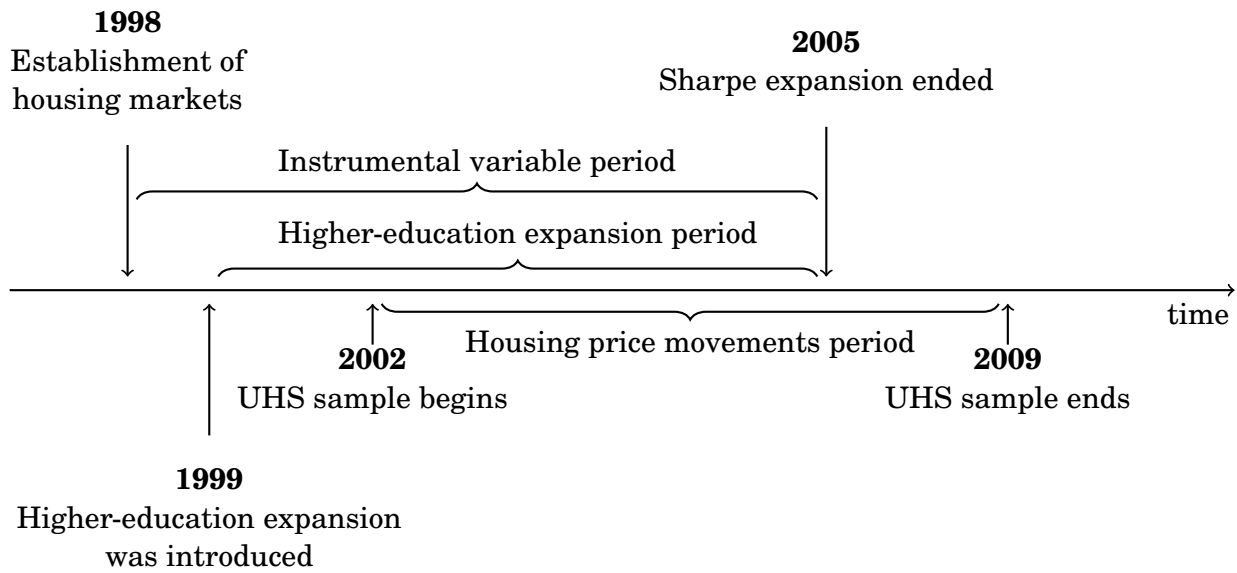 1998
Establishment of
housing markets
2005
Sharpe expansion ended
Instrumental variable period
Higher-education expansion period
time
Housing price movements period
2002
UHS sample begins
2009
UHS sample ends
1999
Higher-education expansion
was introduced